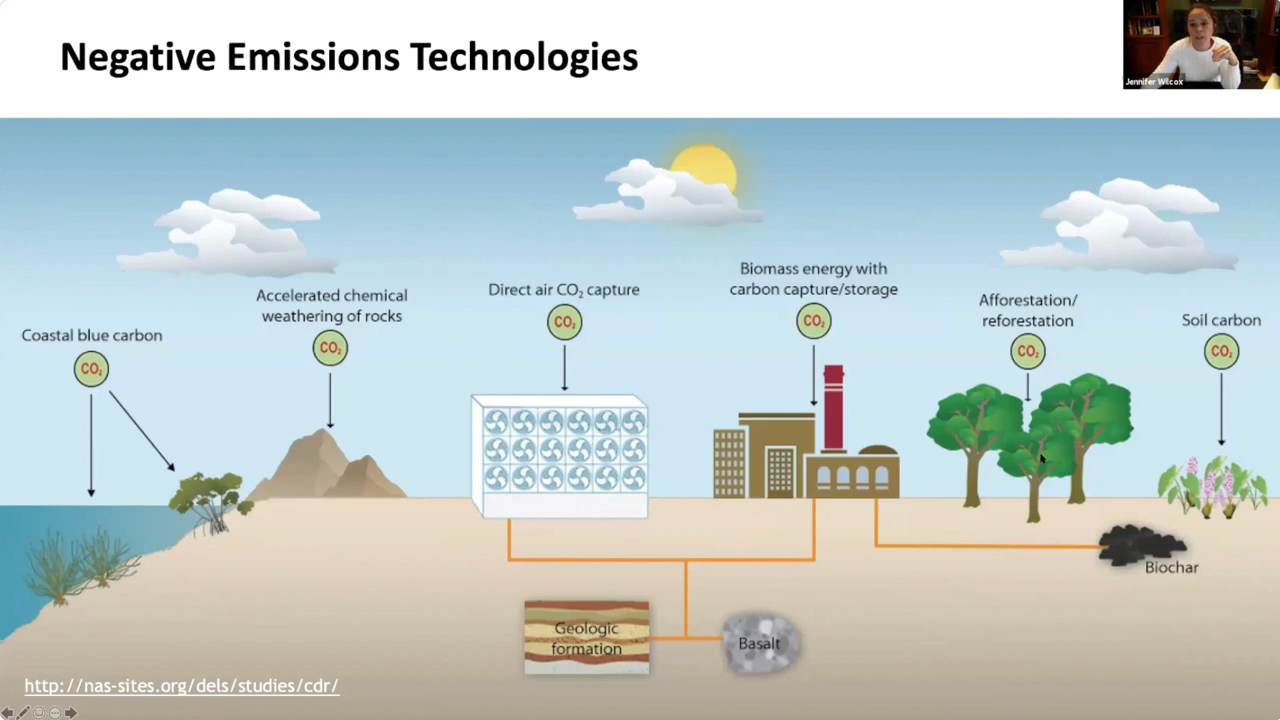 Negative Emissions Technologies
Jennifer Wilcox
Coastal blue carbon
CO₂
Accelerated chemical
weathering of rocks
CO₂
Direct air CO₂ capture
CO₂
Biomass energy with
carbon capture/storage
CO₂
Afforestation/
reforestation
CO₂
Soil carbon
CO₂
Biochar
Geologic
formation
Basalt
http://nas-sites.org/dels/studies/cdr/